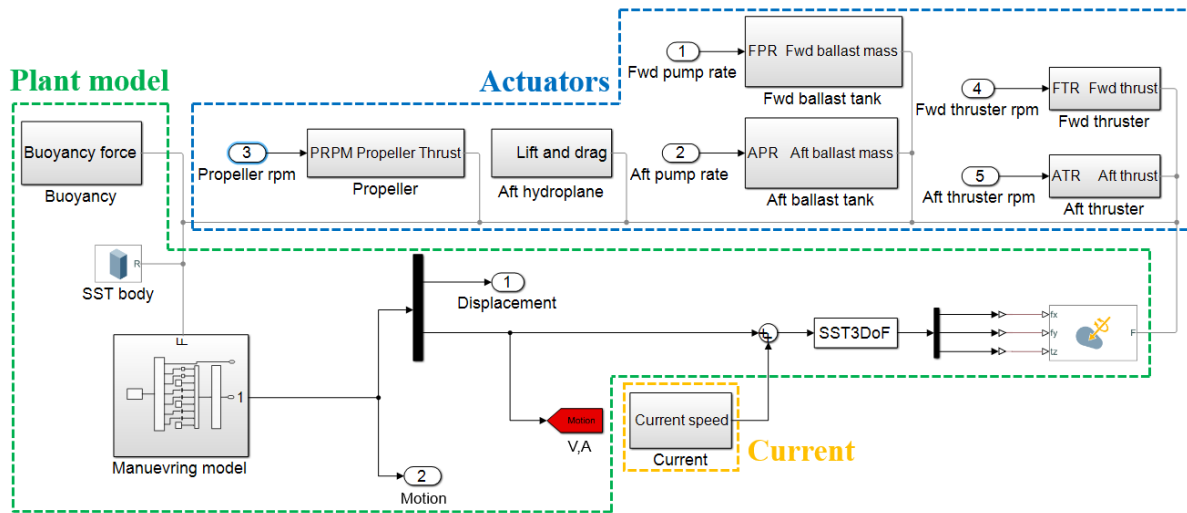 Plant model
Actuators
Buoyancy force
Buoyancy
3
Propeller rpm
PRPM Propeller Thrust
Propeller
Lift and drag
Aft hydroplane
1
Fwd pump rate
FPR Fwd ballast mass
Fwd ballast tank
2
Aft pump rate
APR Aft ballast mass
Aft ballast tank
4
Fwd thruster rpm
FTR Fwd thrust
Fwd thruster
5
Aft thruster rpm
ATR Aft thrust
Aft thruster
R
SST body
F
1
Manuevring model
1
Displacement
2
Motion
Motion
V,A
Current speed
Current
Current
SST3DoF
fx
fy
tz
F